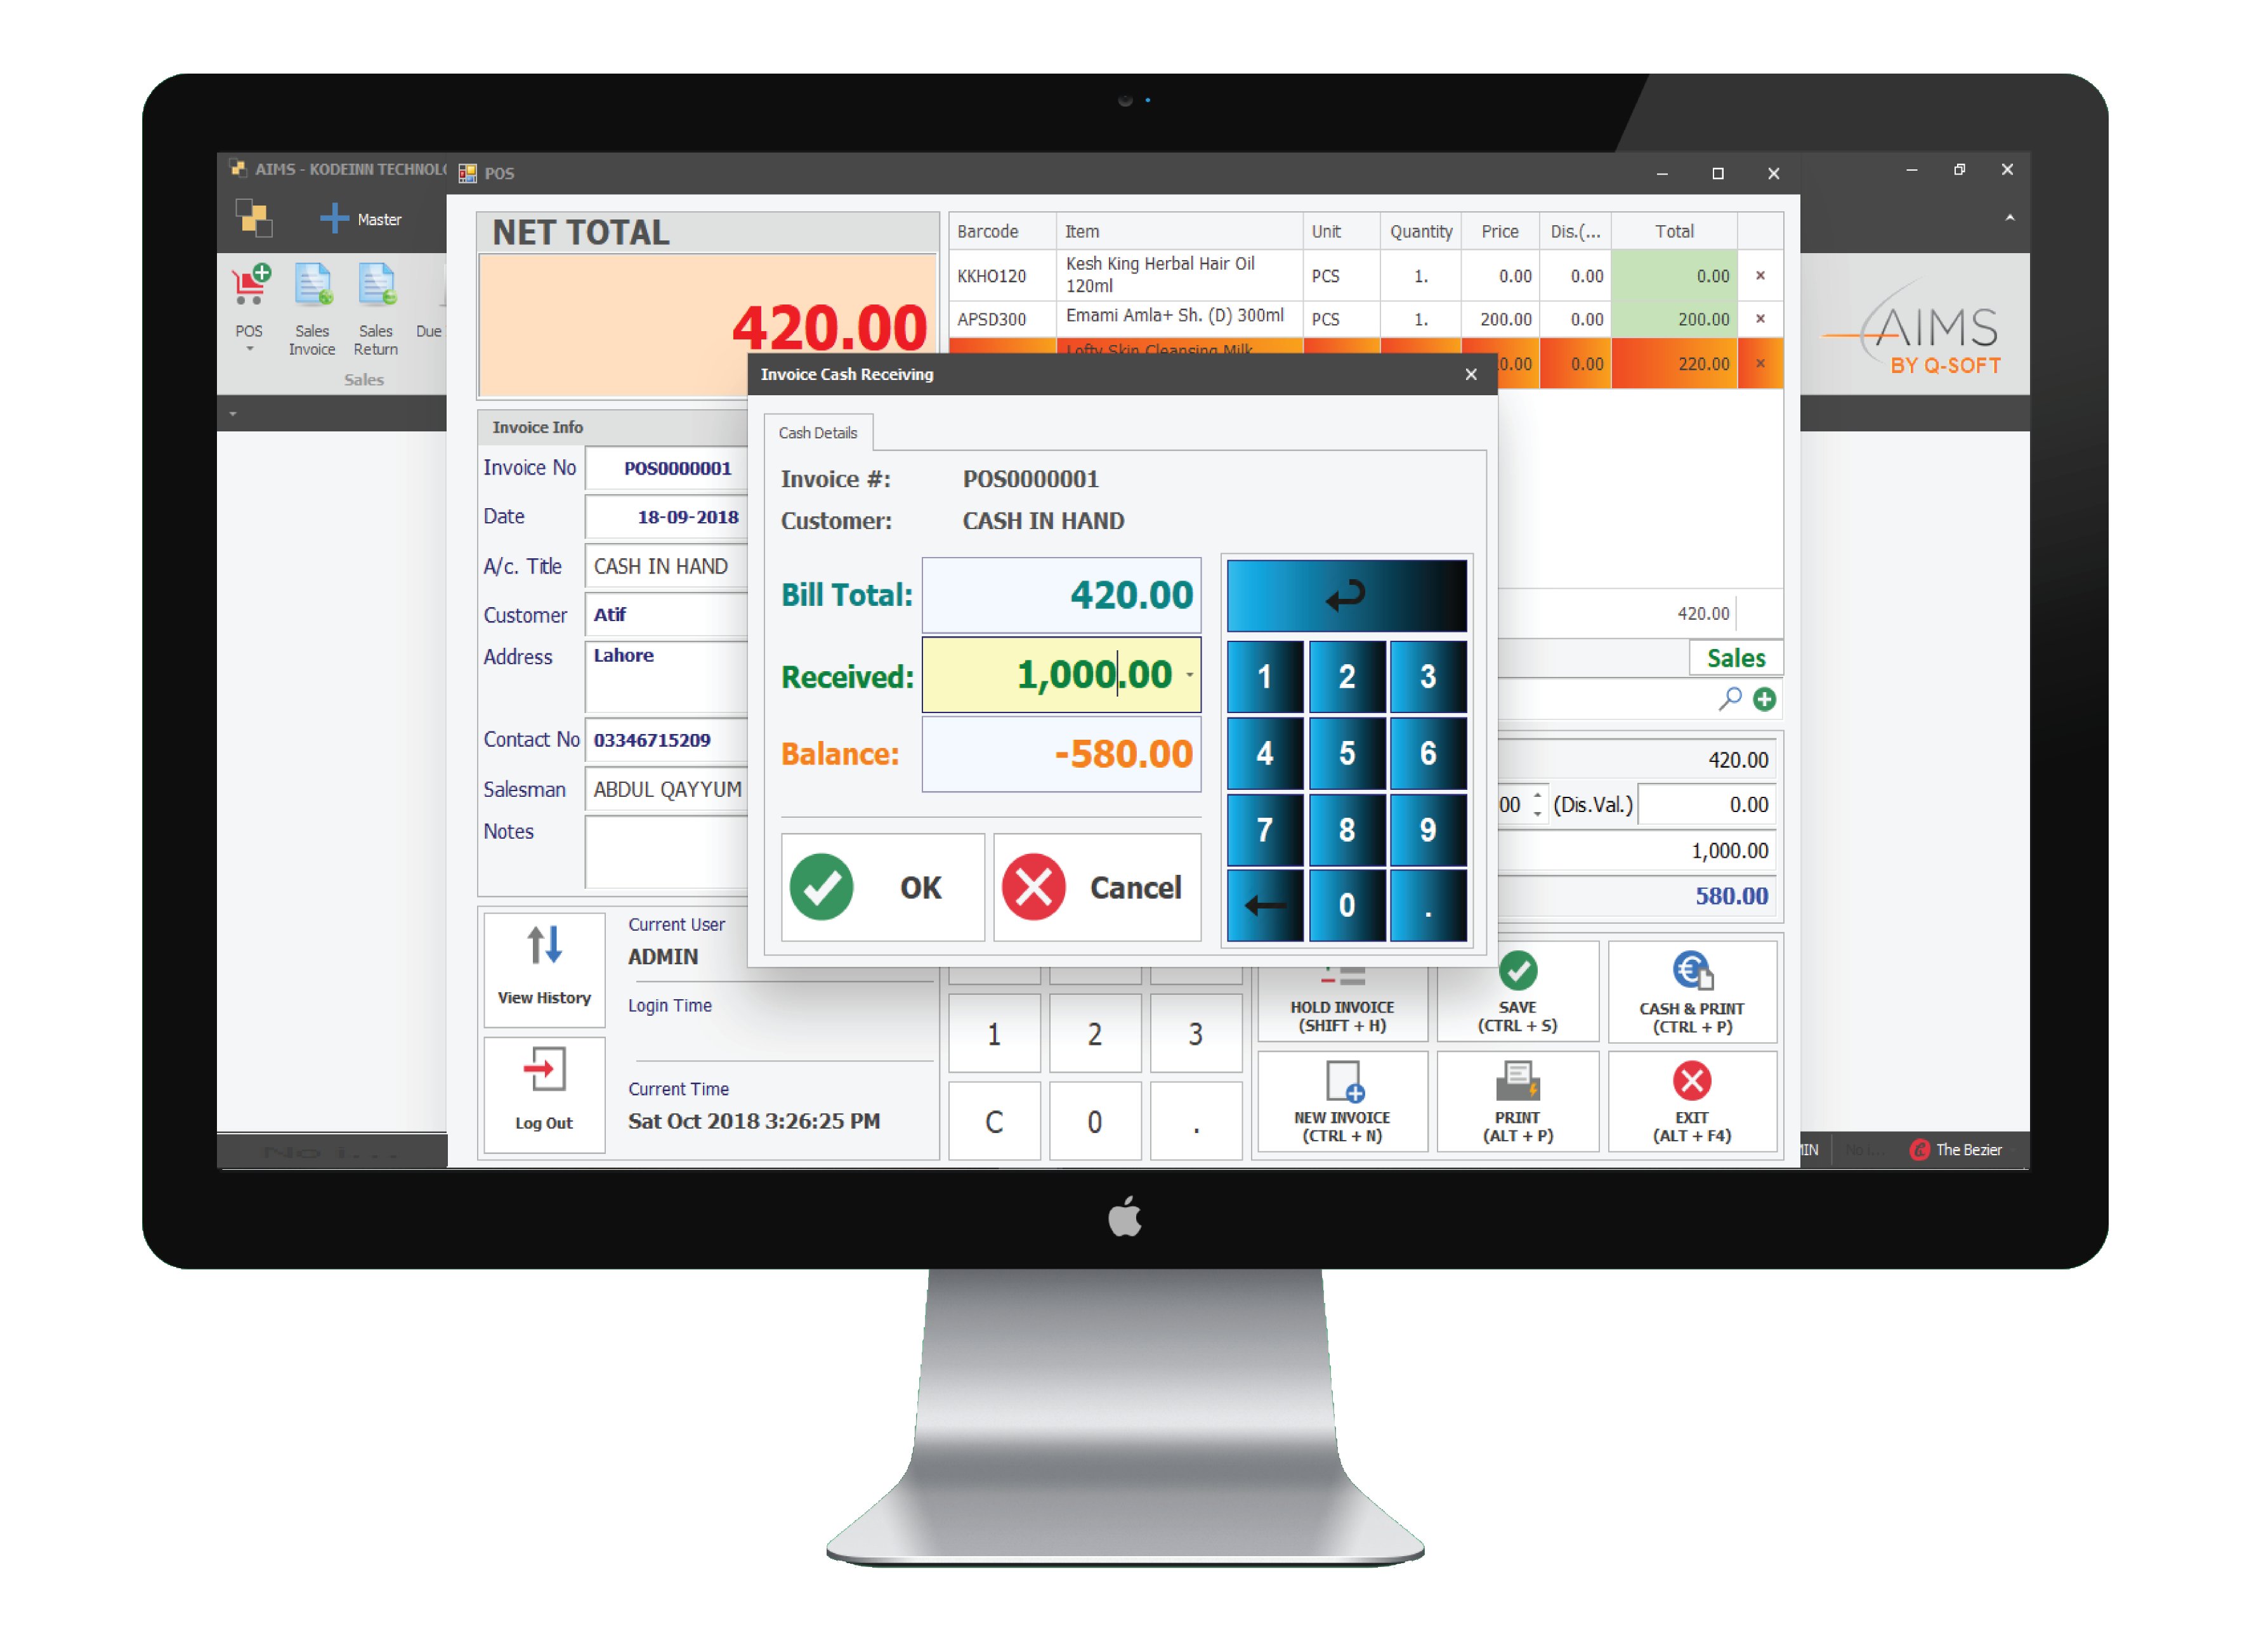 AIMS - KODEINN TECHNOLO
POS
Master
POS
Sales
Invoice
Sales
Return
Due
Sales
AIMS
BY Q-SOFT
NET TOTAL
420.00
Barcode Item Unit Quantity Price Dis.(... Total
KKHO120 Kesh King Herbal Hair Oil 120ml PCS 1. 0.00 0.00 0.00 ×
APSD300 Emami Amla+ Sh. (D) 300ml PCS 1. 200.00 0.00 200.00 ×
Lofty Skin Cleansing Milk 0.00 0.00 220.00 ×
Invoice Info
Invoice No POS0000001
Date 18-09-2018
A/c. Title CASH IN HAND
Customer Atif
Address Lahore
Contact No 03346715209
Salesman ABDUL QAYYUM
Notes
Invoice Cash Receiving
Cash Details
Invoice #: POS0000001
Customer: CASH IN HAND
Bill Total: 420.00
Received: 1,000.00
Balance: -580.00
OK
Cancel
1 2 3
4 5 6
7 8 9
0 .
420.00
Sales
420.00
00 (Dis.Val.) 0.00
1,000.00
580.00
View History
Log Out
Current User
ADMIN
Login Time
Current Time
Sat Oct 2018 3:26:25 PM
1 2 3
C 0 .
HOLD INVOICE
(SHIFT + H)
SAVE
(CTRL + S)
CASH & PRINT
(CTRL + P)
NEW INVOICE
(CTRL + N)
PRINT
(ALT + P)
EXIT
(ALT + F4)
No i...
MIN
No i...
The Bezier